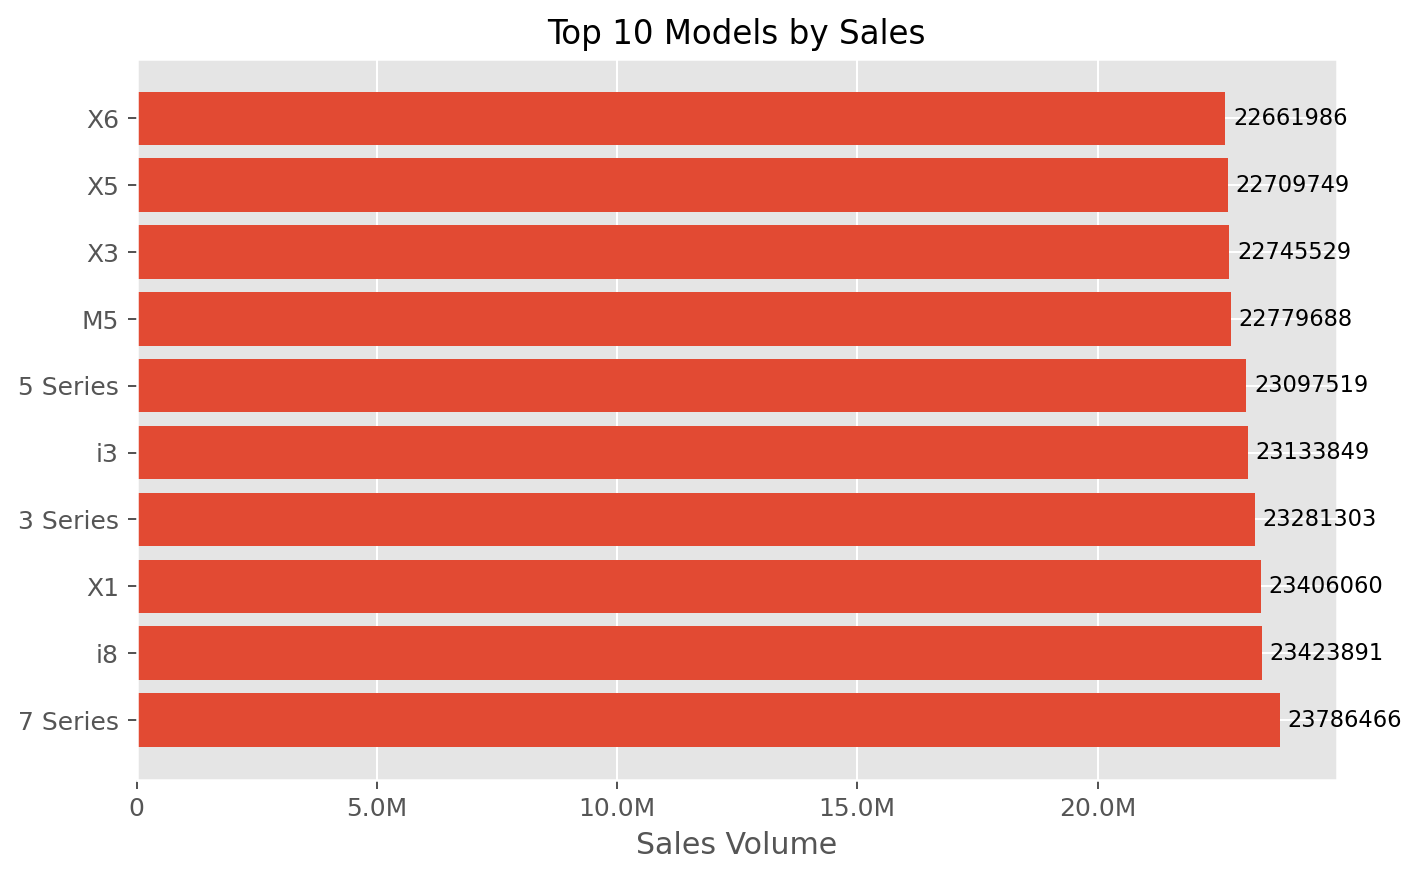 Top 10 Models by Sales
X6 22661986
X5 22709749
X3 22745529
M5 22779688
5 Series 23097519
i3 23133849
3 Series 23281303
X1 23406060
i8 23423891
7 Series 23786466
0 5.0M 10.0M 15.0M 20.0M
Sales Volume